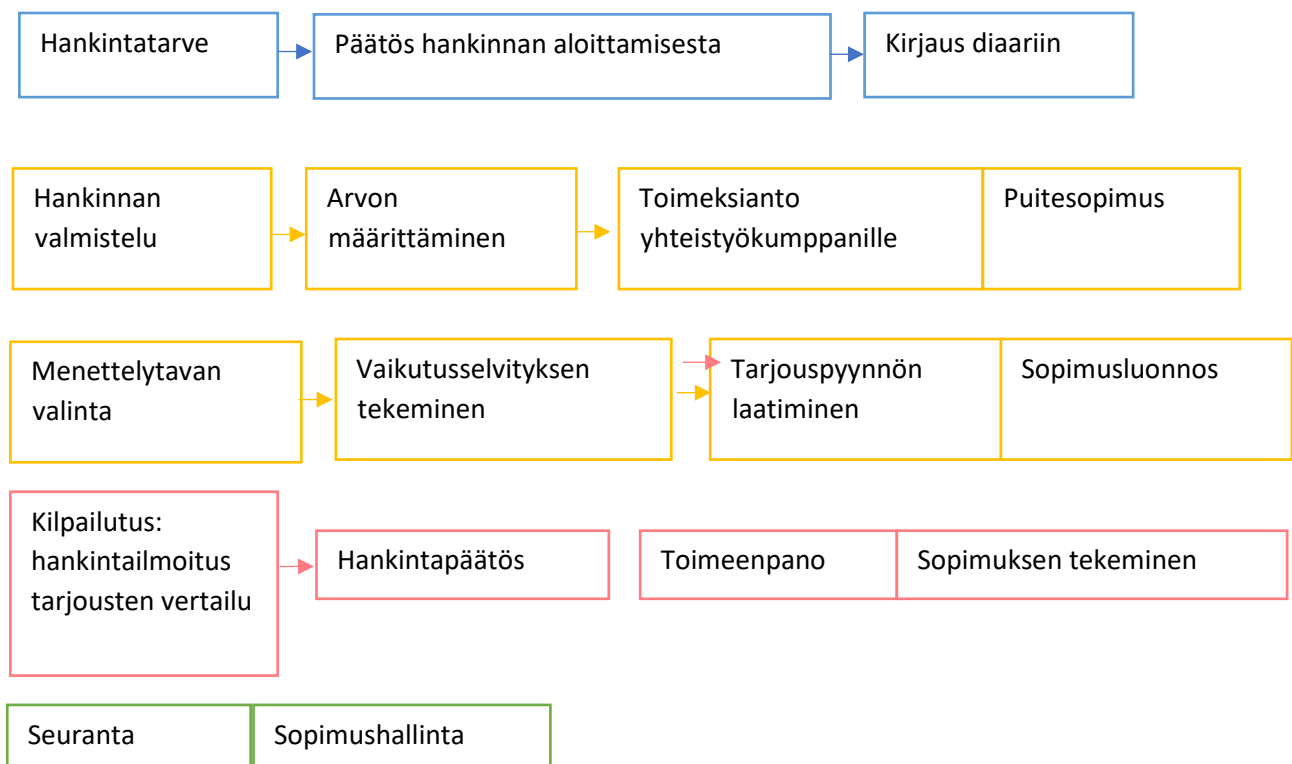 Hankintatarve
Päätös hankinnan aloittamisesta
Kirjaus diaariin
Hankinnan
valmistelu
Arvon
määrittäminen
Toimeksianto
yhteistyökumppanille
Puitesopimus
Menettelytavan
valinta
Vaikutusselvityksen
tekeminen
Tarjouspyynnön
laatiminen
Sopimusluonnos
Kilpailutus:
hankintailmoitus
tarjousten vertailu
Hankintapäätös
Toimeenpano
Sopimuksen tekeminen
Seuranta
Sopimushallinta